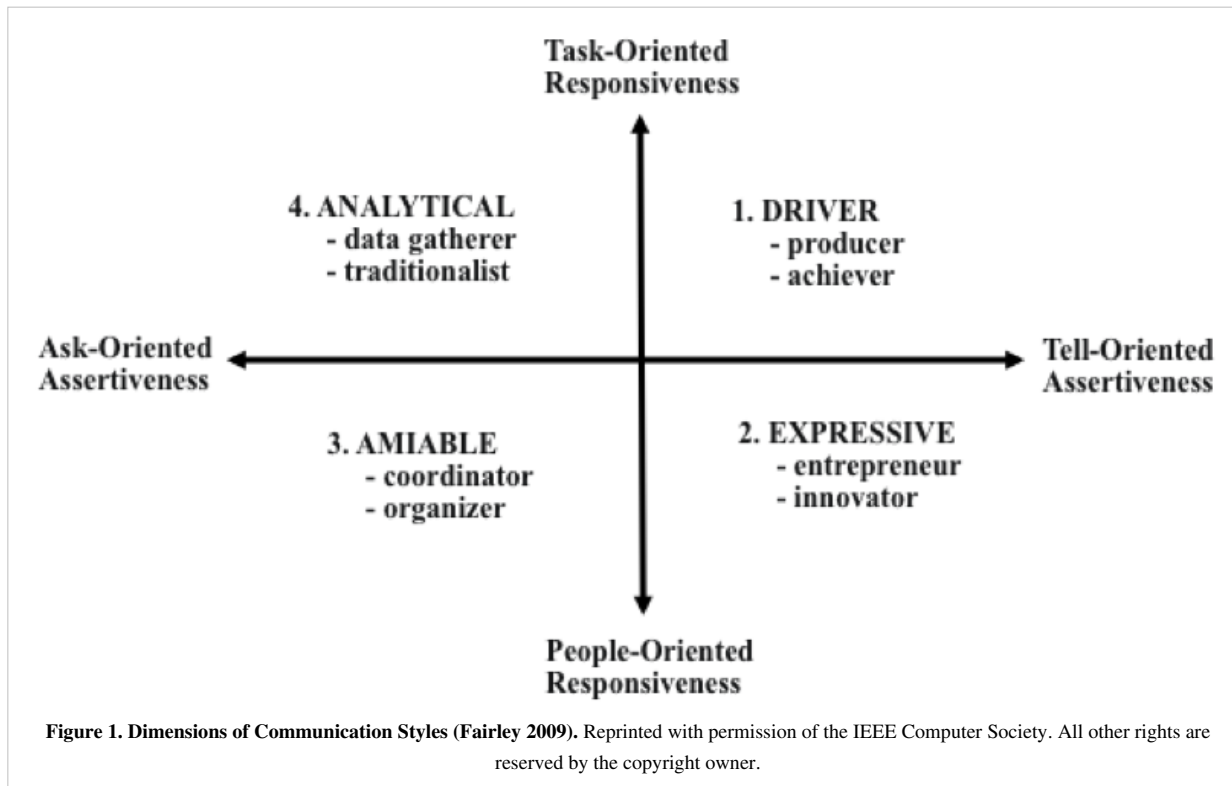 Task-Oriented
Responsiveness
4. ANALYTICAL
- data gatherer
- traditionalist
1. DRIVER
- producer
- achiever
Ask-Oriented
Assertiveness
Tell-Oriented
Assertiveness
3. AMIABLE
- coordinator
- organizer
2. EXPRESSIVE
- entrepreneur
- innovator
People-Oriented
Responsiveness
Figure 1. Dimensions of Communication Styles (Fairley 2009). Reprinted with permission of the IEEE Computer Society. All other rights are
reserved by the copyright owner.